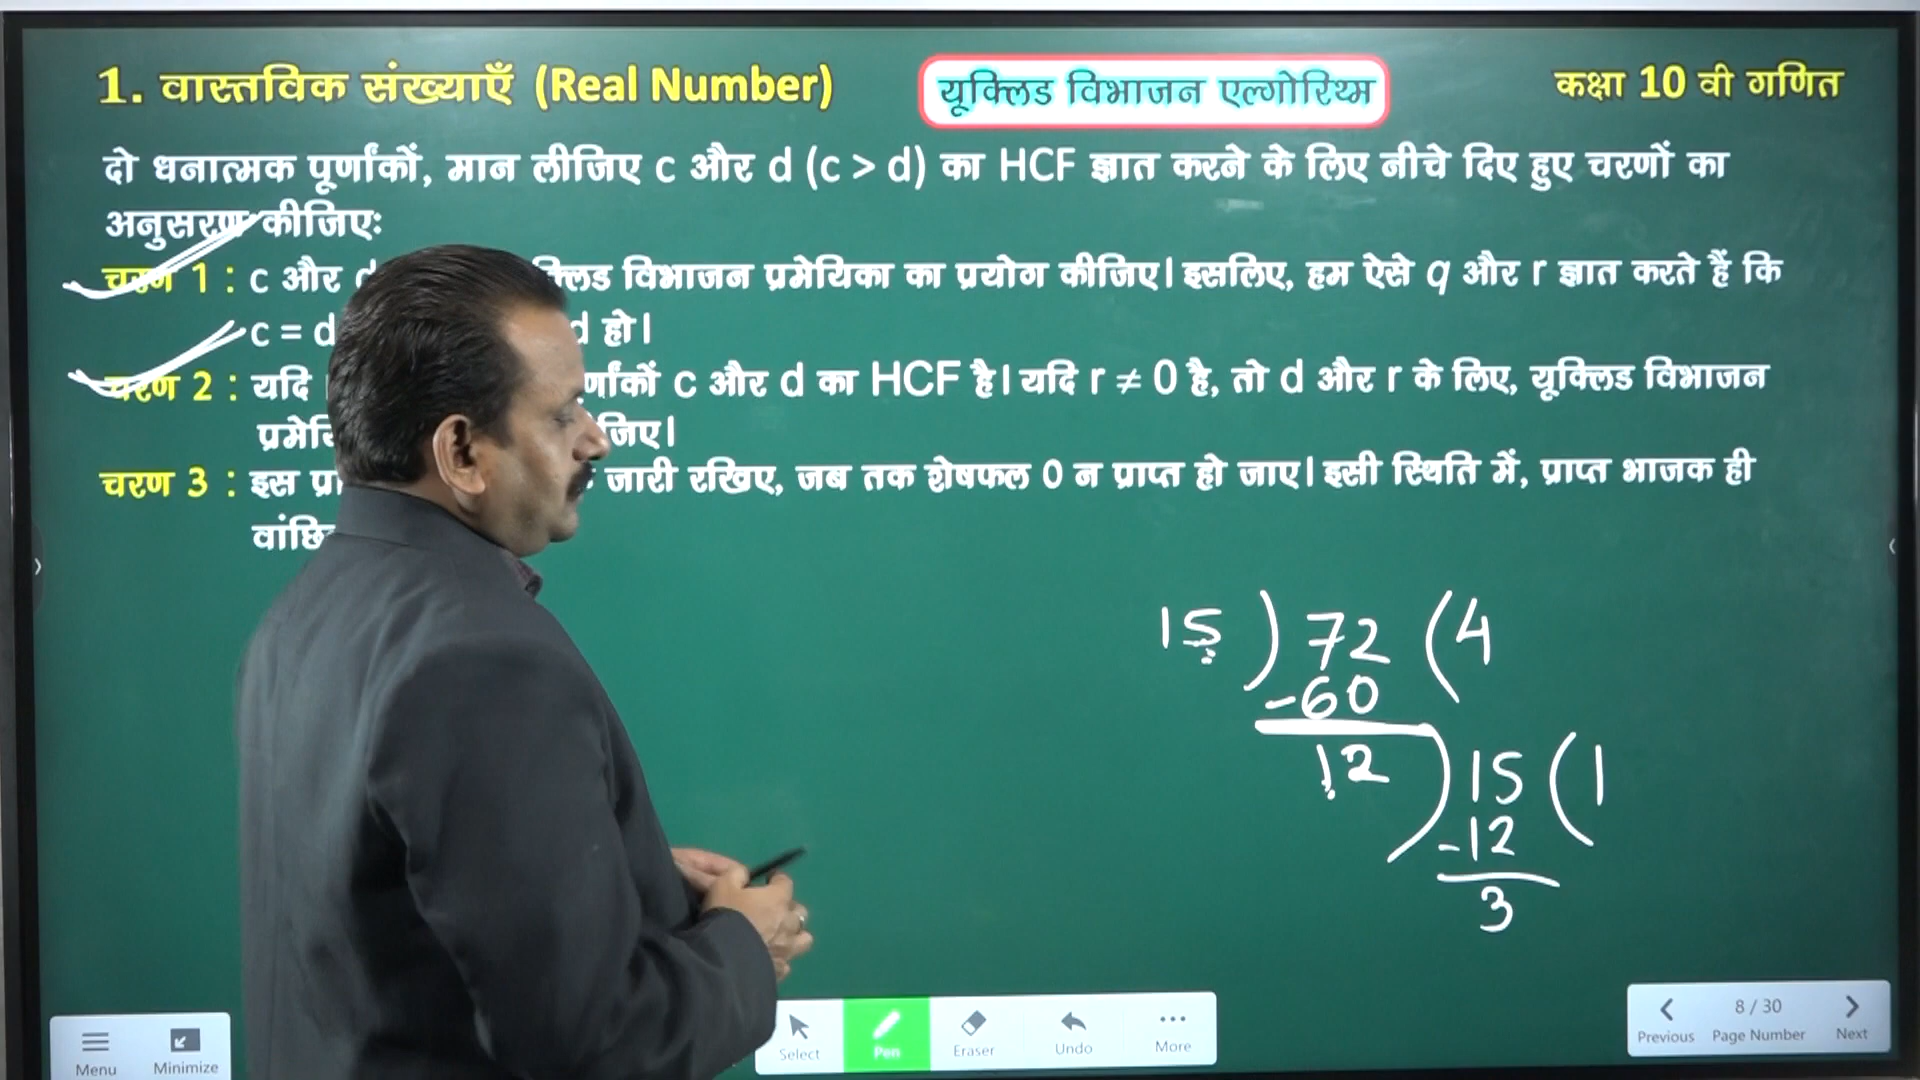 1. वास्तविक संख्याएँ (Real Number)
यूक्लिड विभाजन एल्गोरिथ्म
कक्षा 10 वी गणित
दो धनात्मक पूर्णांकों, मान लीजिए c और d (c > d) का HCF ज्ञात करने के लिए नीचे दिए हुए चरणों का
अनुसरण कीजिएः
चरण 1 : c और विभाजन प्रमेयिका का प्रयोग कीजिए। इसलिए, हम ऐसे q और r ज्ञात करते हैं कि
c = d d हो।
चरण 2 : यदि c और d का HCF है। यदि r ≠ 0 है, तो d और r के लिए, यूक्लिड विभाजन
चरण 3 : इस जारी रखिए, जब तक शेषफल 0 न प्राप्त हो जाए। इसी स्थिति में, प्राप्त भाजक ही
15 ) 72 ( 4
-60
12 ) 15 ( 1
-12
3
Menu
Minimize
Select
Pen
Eraser
Undo
More
Previous
8 / 30
Page Number
Next